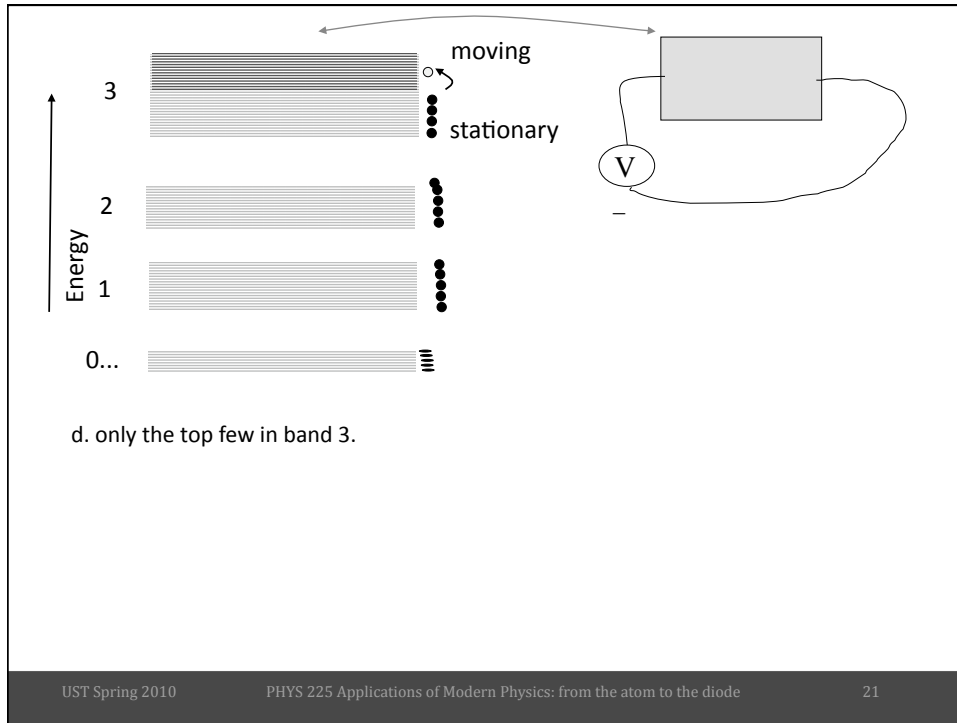 moving
3
stationary
V
–
2
Energy
1
0...
d. only the top few in band 3.
UST Spring 2010 PHYS 225 Applications of Modern Physics: from the atom to the diode 21